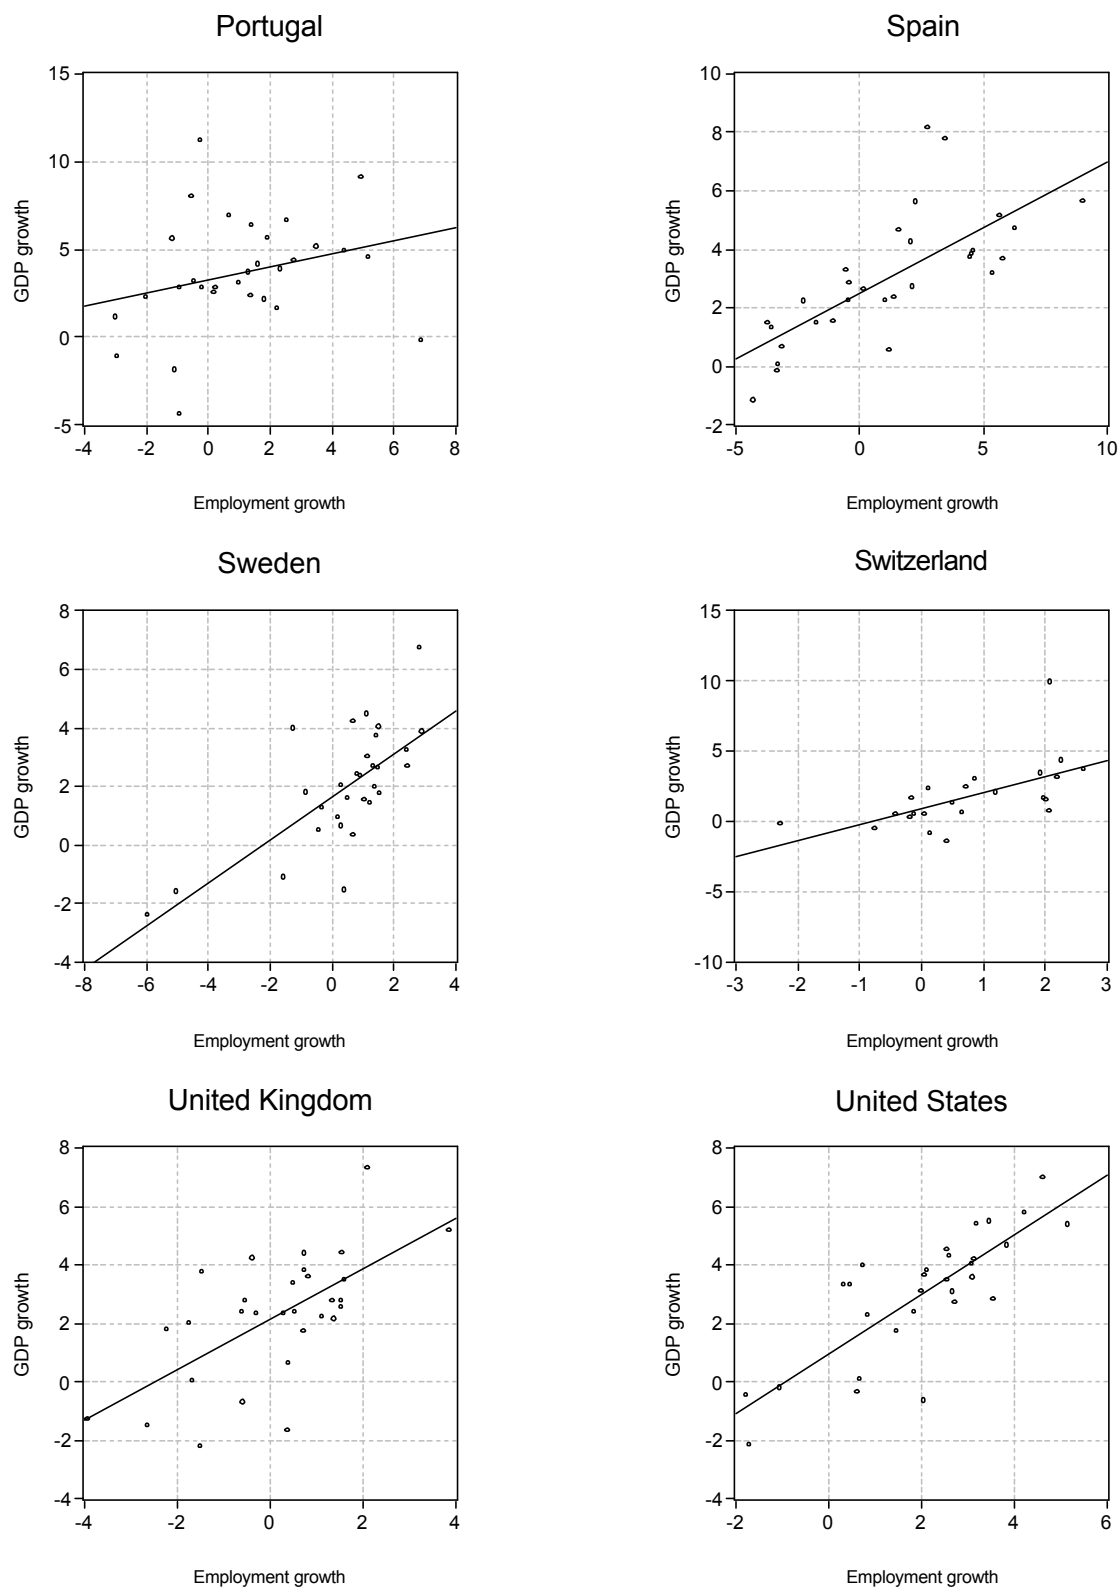 Portugal
Spain
15
10
5
0
-5
GDP growth
-4 -2 0 2 4 6 8
Employment growth
10
8
6
4
2
0
-2
GDP growth
-5 0 5 10
Employment growth
Sweden
Switzerland
8
6
4
2
0
-2
-4
GDP growth
-8 -6 -4 -2 0 2 4
Employment growth
15
10
5
0
-5
-10
GDP growth
-3 -2 -1 0 1 2 3
Employment growth
United Kingdom
United States
8
6
4
2
0
-2
-4
GDP growth
-4 -2 0 2 4
Employment growth
8
6
4
2
0
-2
-4
GDP growth
-2 0 2 4 6
Employment growth